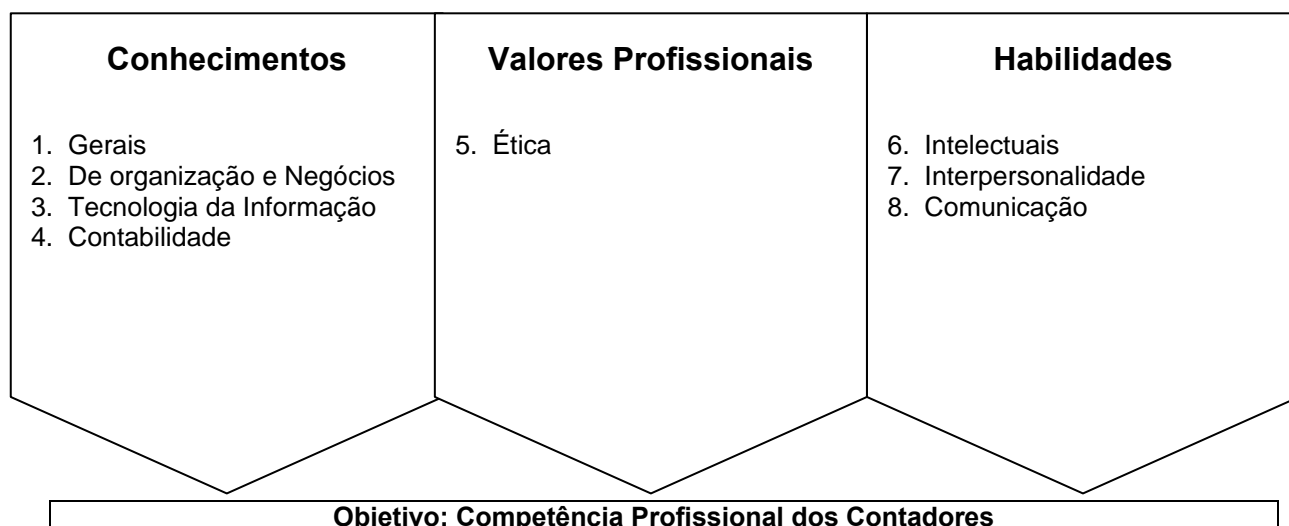 Conhecimentos
1. Gerais
2. De organização e Negócios
3. Tecnologia da Informação
4. Contabilidade
Valores Profissionais
5. Ética
Habilidades
6. Intelectuais
7. Interpersonalidade
8. Comunicação
Objetivo: Competência Profissional dos Contadores